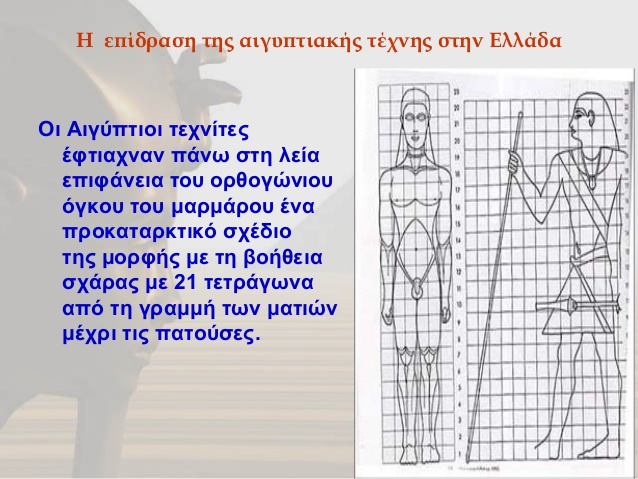 Η επίδραση της αιγυπτιακής τέχνης στην Ελλάδα
Οι Αιγύπτιοι τεχνίτες
έφτιαχναν πάνω στη λεία
επιφάνεια του ορθογώνιου
όγκου του μαρμάρου ένα
προκαταρκτικό σχέδιο
της μορφής με τη βοήθεια
σχάρας με 21 τετράγωνα
από τη γραμμή των ματιών
μέχρι τις πατούσες.